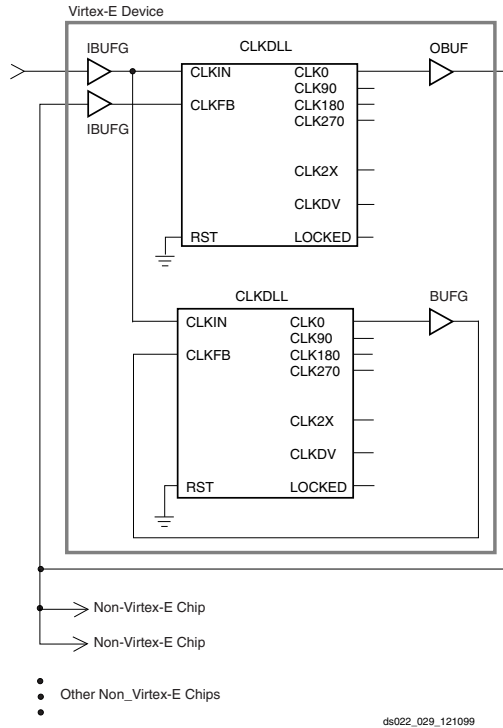 Virtex-E Device
IBUFG
CLKDLL
OBUF
CLKIN
CLK0
CLK90
CLKFB
CLK180
CLK270
IBUFG
CLK2X
CLKDV
RST
LOCKED
CLKDLL
BUFG
CLKIN
CLK0
CLK90
CLKFB
CLK180
CLK270
CLK2X
CLKDV
RST
LOCKED
Non-Virtex-E Chip
Non-Virtex-E Chip
Other Non_Virtex-E Chips
ds022_029_121099